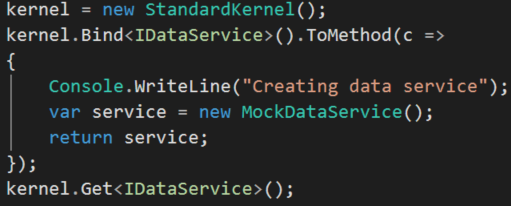 kernel = new StandardKernel();
kernel.Bind<IDataService>().ToMethod(c =>
{
    Console.WriteLine("Creating data service");
    var service = new MockDataService();
    return service;
});
kernel.Get<IDataService>();